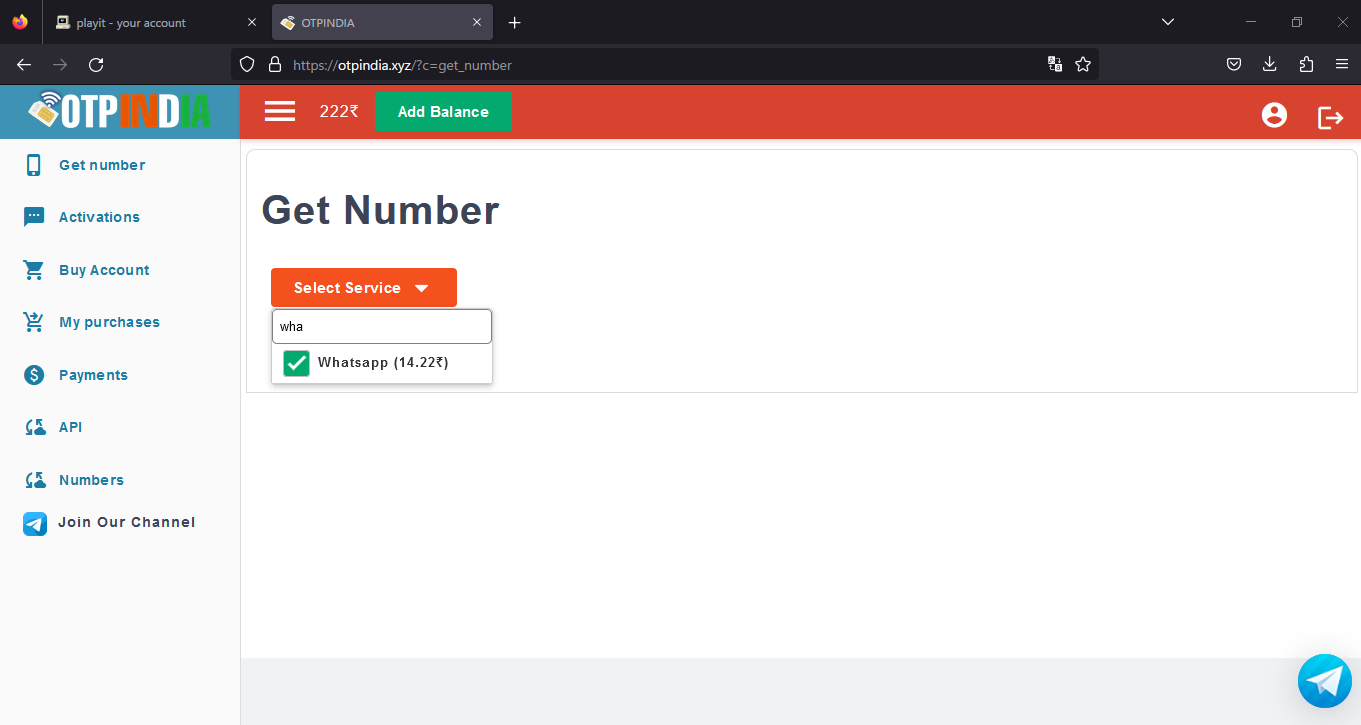 playit - your account
OTPINDIA
https://otpindia.xyz/?c=get_number
OTPINDIA
222₹
Add Balance
Get number
Activations
Buy Account
My purchases
Payments
API
Numbers
Join Our Channel
Get Number
Select Service
wha
Whatsapp (14.22₹)